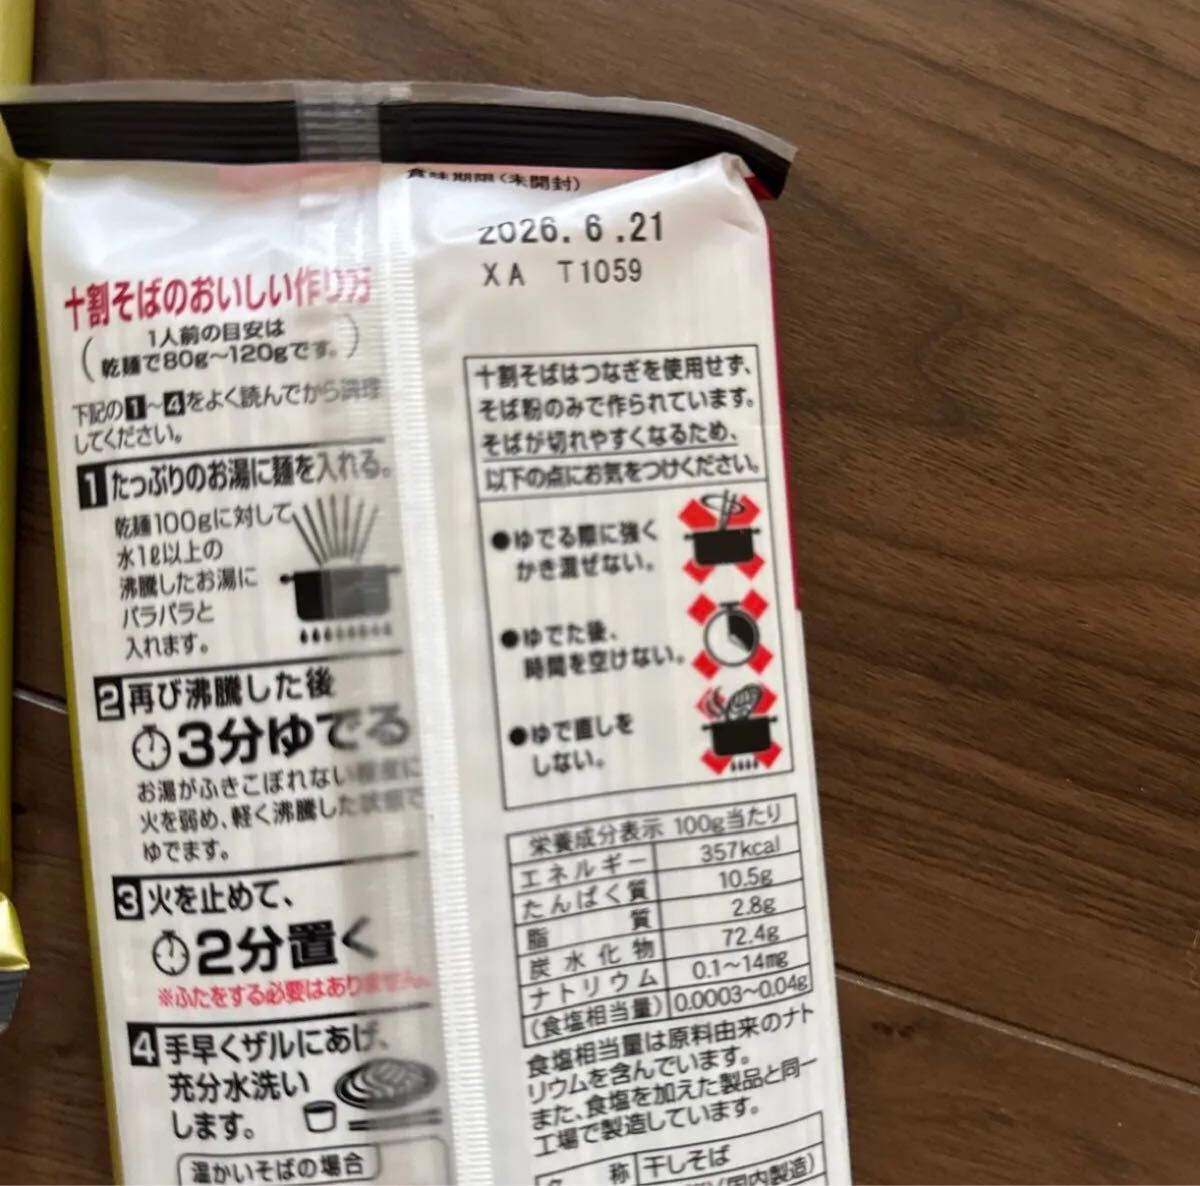 賞味期限(未開封)
2026.6.21
XA T1059
十割そばのおいしい作り方
(1人前の目安は
乾麺で80g〜120gです。)
下記の1〜4をよく読んでから調理
してください。
1 たっぷりのお湯に麺を入れる。
乾麺100gに対して
水1ℓ以上の
沸騰したお湯に
パラパラと
入れます。
2 再び沸騰した後
3分ゆでる
お湯がふきこぼれない程度に
火を弱め、軽く沸騰した状態で
ゆでます。
3 火を止めて、
2分置く
※ふたをする必要はありません。
4 手早くザルにあげ、
充分水洗い
します。
温かいそばの場合
十割そばはつなぎを使用せず、
そば粉のみで作られています。
そばが切れやすくなるため、
以下の点にお気をつけください。
●ゆでる際に強く
かき混ぜない。
●ゆでた後、
時間を空けない。
●ゆで直しを
しない。
栄養成分表示 100g当たり
エネルギー 357kcal
たんぱく質 10.5g
脂質 2.8g
炭水化物 72.4g
ナトリウム 0.1〜14mg
(食塩相当量) 0.0003〜0.04g
食塩相当量は原料由来のナト
リウムを含んでいます。
また、食塩を加えた製品と同一
工場で製造しています。
名称 干しそば
(国内製造)